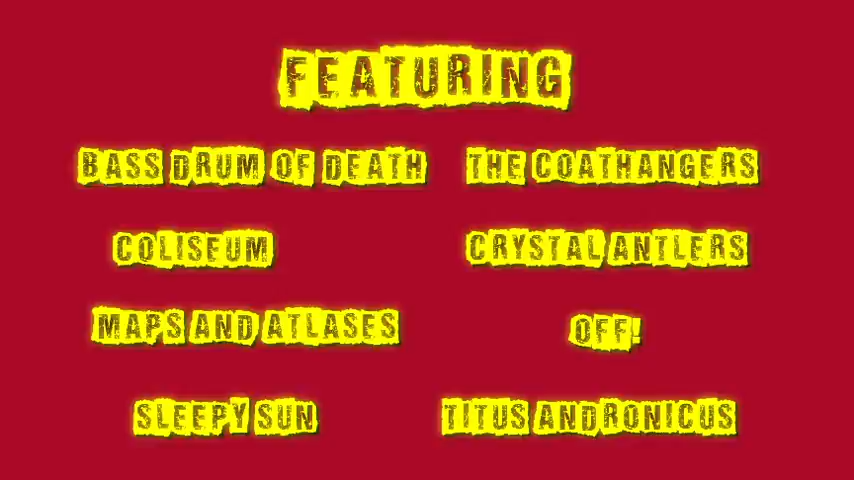 FEATURING
BASS DRUM OF DEATH
THE COATHANGERS
COLISEUM
CRYSTAL ANTLERS
MAPS AND ATLASES
OFF!
SLEEPY SUN
TITUS ANDRONICUS